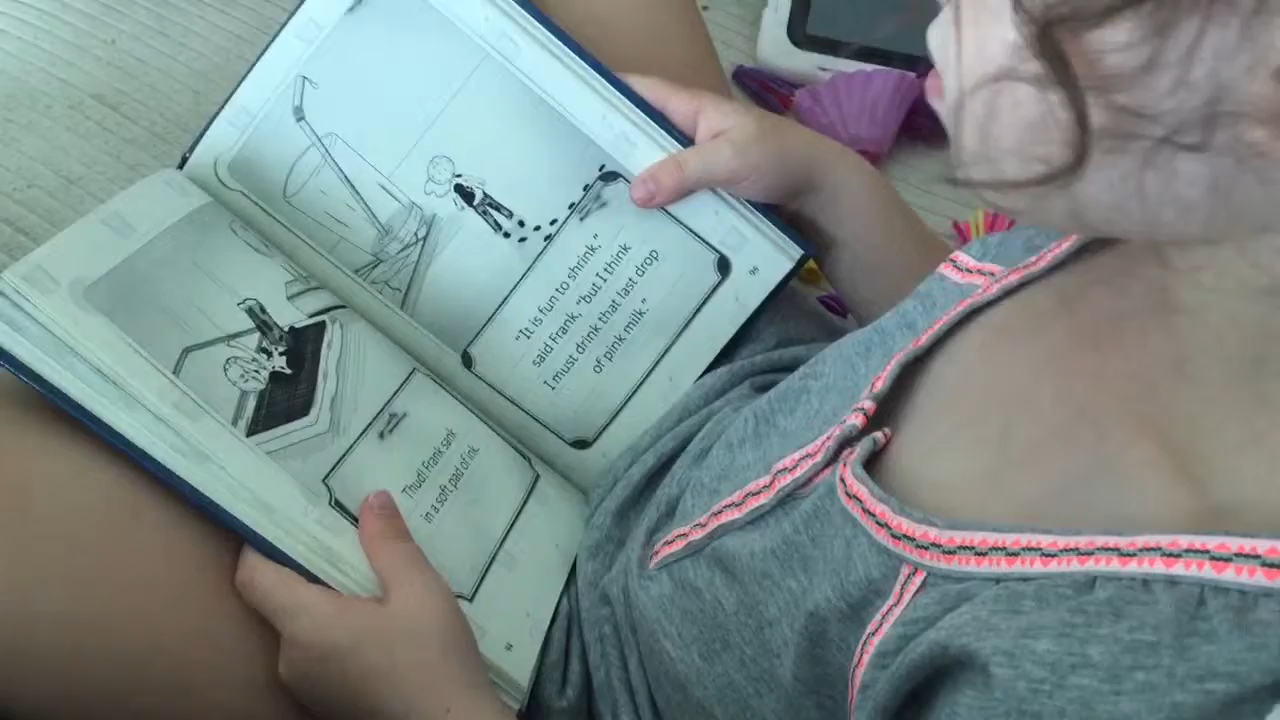 Thud! Frank sank
in a soft pad of ink.
"It is fun to shrink,"
said Frank, "but I think
I must drink that last drop
of pink milk."